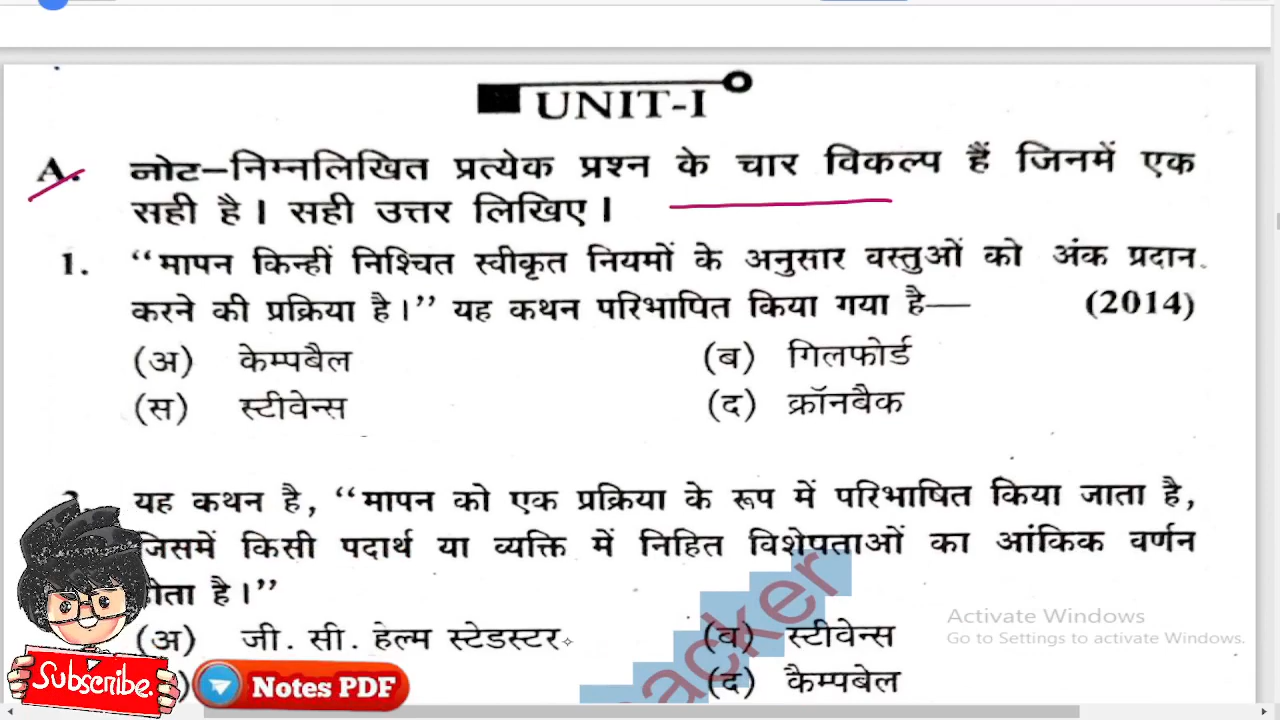 UNIT-I
A. नोट–निम्नलिखित प्रत्येक प्रश्न के चार विकल्प हैं जिनमें एक
सही है। सही उत्तर लिखिए।
1. “मापन किन्हीं निश्चित स्वीकृत नियमों के अनुसार वस्तुओं को अंक प्रदान
करने की प्रक्रिया है।” यह कथन परिभाषित किया गया है— (2014)
(अ) केम्पबैल (ब) गिलफोर्ड
(स) स्टीवेन्स (द) क्रॉनबैक
यह कथन है, “मापन को एक प्रक्रिया के रूप में परिभाषित किया जाता है,
जिसमें किसी पदार्थ या व्यक्ति में निहित विशेषताओं का आंकिक वर्णन
होता है।”
(अ) जी. सी. हेल्म स्टेडस्टर (ब) स्टीवेन्स
(द) कैम्पबेल
acker
Activate Windows
Go to Settings to activate Windows.
Subscribe.
Notes PDF